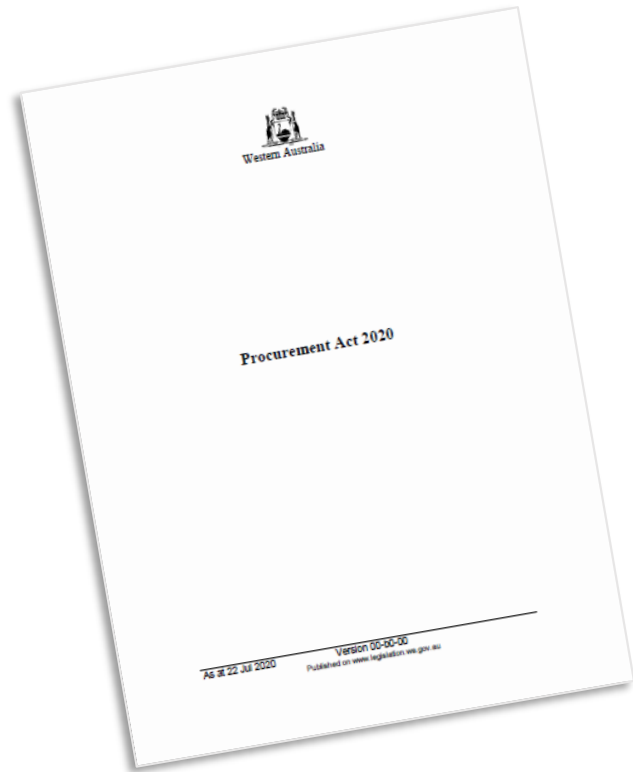 Western Australia
Procurement Act 2020
As at 22 Jul 2020 Version 00-b0-00
Published on www.legislation.wa.gov.au